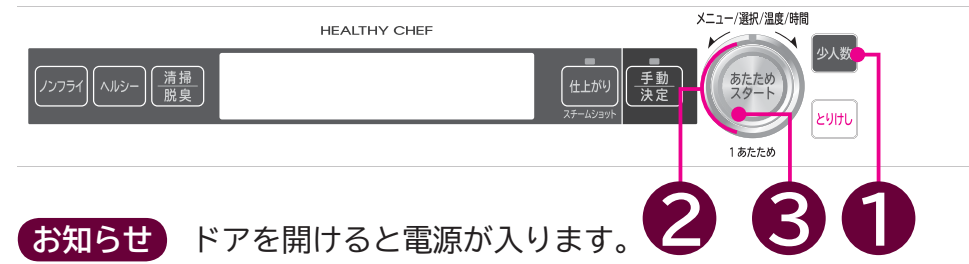 HEALTHY CHEF
メニュー/選択/温度/時間
ノンフライ
ヘルシー
清掃
脱臭
仕上がり
スチームショット
手動
決定
あたため
スタート
1 あたため
少人数
とりけし
2
3
1
お知らせ ドアを開けると電源が入ります。